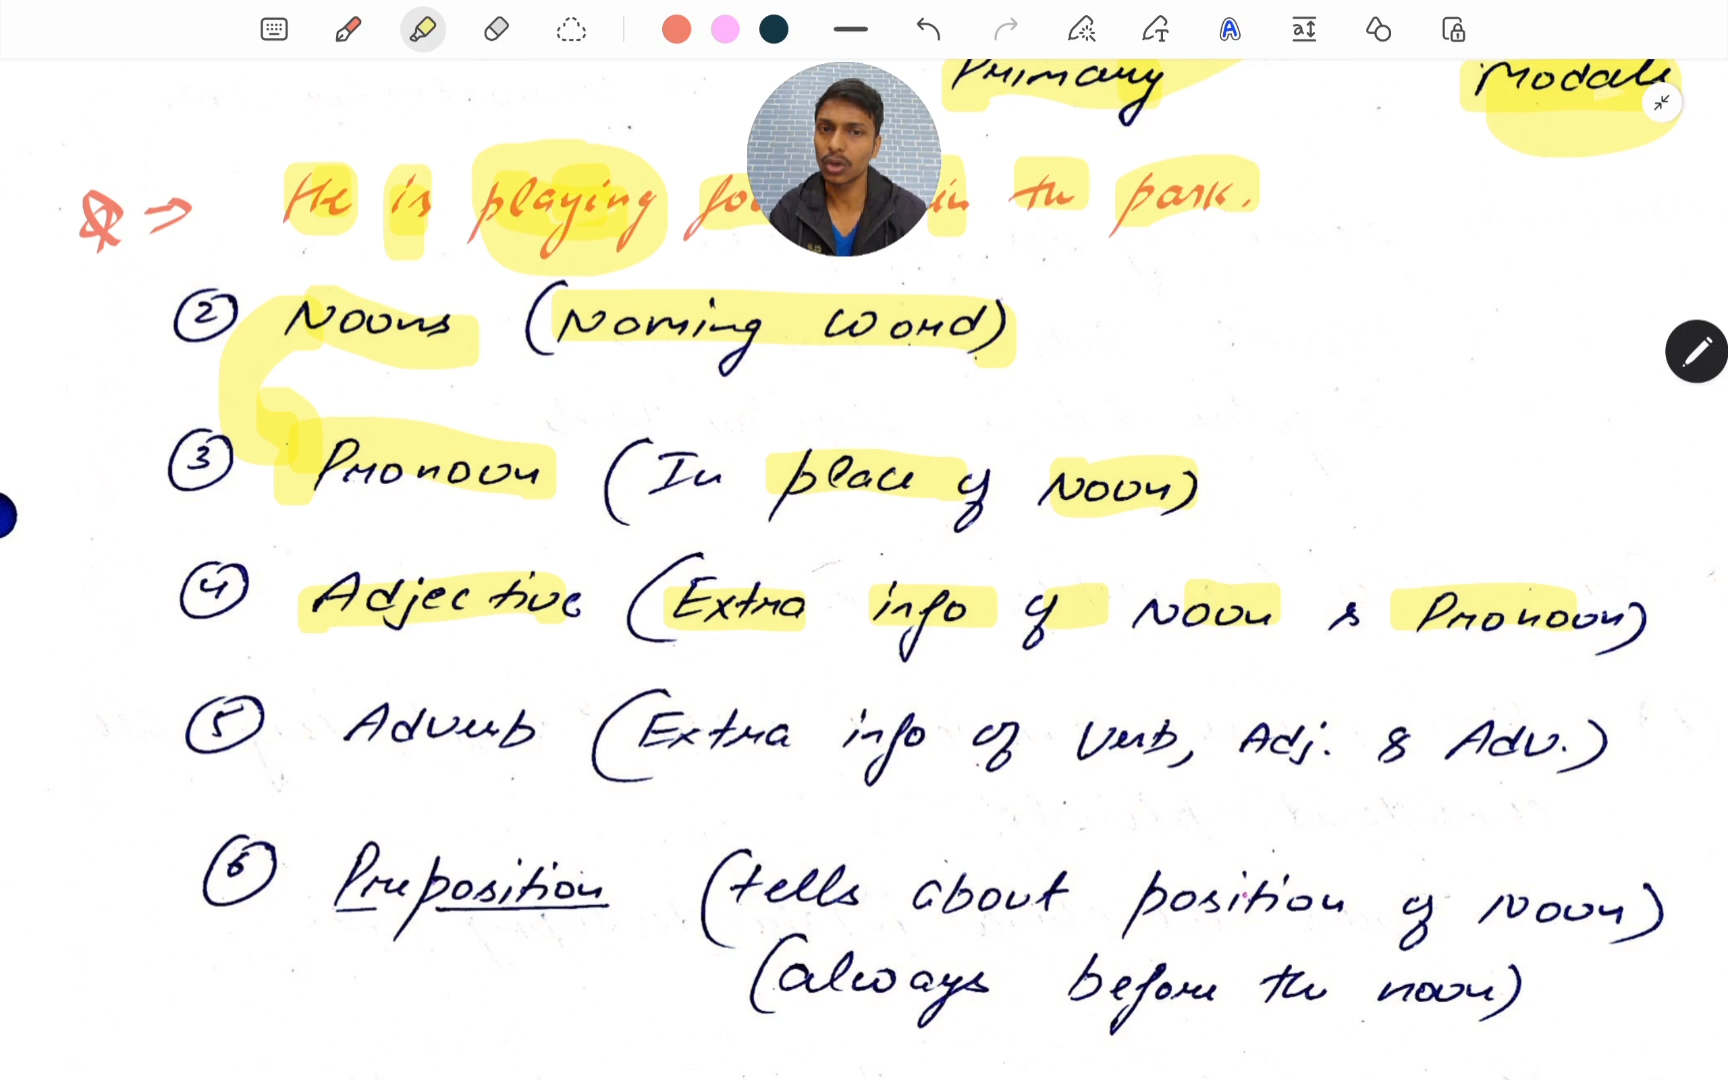 Primary Modals
Q → He is playing in the park.
② Nouns (Naming word)
③ Pronoun (In place of Noun)
④ Adjective (Extra info of Noun & Pronoun)
⑤ Adverb (Extra info of Verb, Adj. & Adv.)
⑥ Preposition (tells about position of Noun)
(always before the noun)